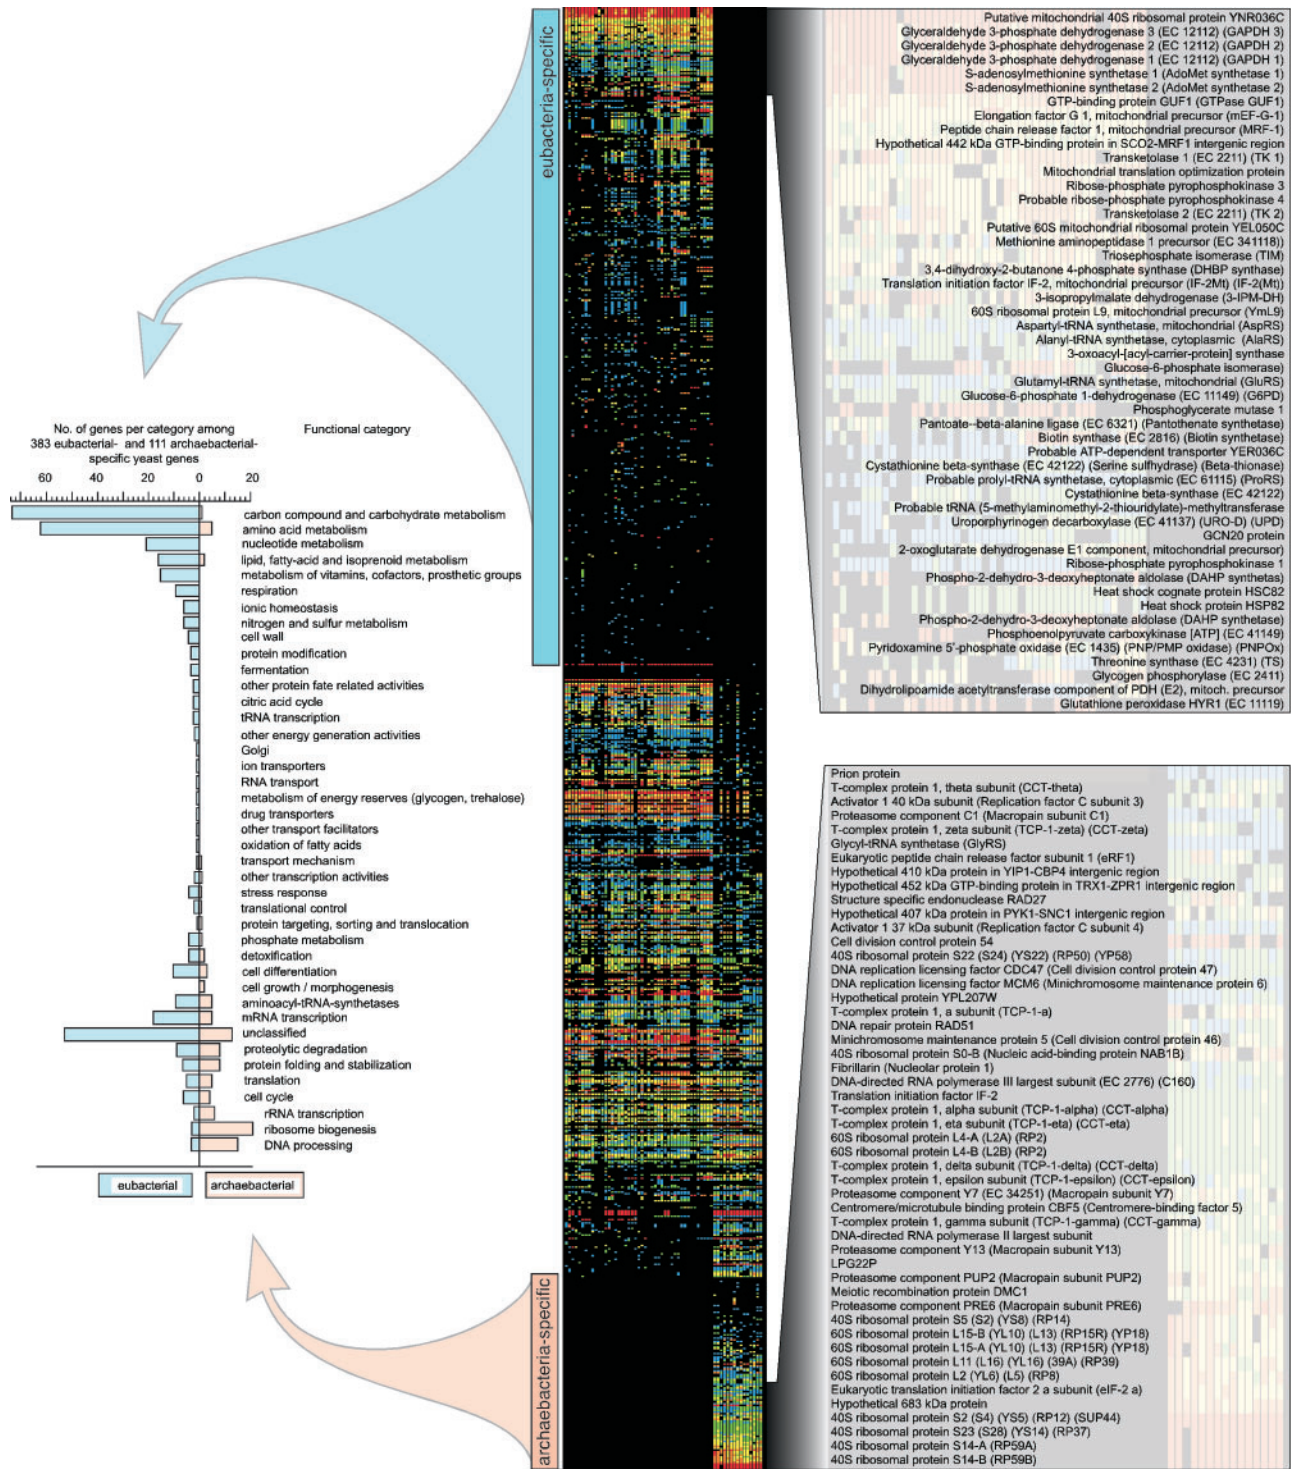 No. of genes per category among
383 eubacterial- and 111 archaebacterial-
specific yeast genes
Functional category
60 40 20 0 20
carbon compound and carbohydrate metabolism
amino acid metabolism
nucleotide metabolism
lipid, fatty-acid and isoprenoid metabolism
metabolism of vitamins, cofactors, prosthetic groups
respiration
ionic homeostasis
nitrogen and sulfur metabolism
cell wall
protein modification
fermentation
other protein fate related activities
citric acid cycle
tRNA transcription
other energy generation activities
Golgi
ion transporters
RNA transport
metabolism of energy reserves (glycogen, trehalose)
drug transporters
other transport facilitators
oxidation of fatty acids
transport mechanism
other transcription activities
stress response
translational control
protein targeting, sorting and translocation
phosphate metabolism
detoxification
cell differentiation
cell growth / morphogenesis
aminoacyl-tRNA-synthetases
mRNA transcription
unclassified
proteolytic degradation
protein folding and stabilization
translation
cell cycle
rRNA transcription
ribosome biogenesis
DNA processing
eubacterial
archaebacterial
eubacteria-specific
archaebacteria-specific
Putative mitochondrial 40S ribosomal protein YNR036C
Glyceraldehyde 3-phosphate dehydrogenase 3 (EC 12112) (GAPDH 3)
Glyceraldehyde 3-phosphate dehydrogenase 2 (EC 12112) (GAPDH 2)
Glyceraldehyde 3-phosphate dehydrogenase 1 (EC 12112) (GAPDH 1)
S-adenosylmethionine synthetase 1 (AdoMet synthetase 1)
S-adenosylmethionine synthetase 2 (AdoMet synthetase 2)
GTP-binding protein GUF1 (GTPase GUF1)
Elongation factor G 1, mitochondrial precursor (mEF-G-1)
Peptide chain release factor 1, mitochondrial precursor (MRF-1)
Hypothetical 442 kDa GTP-binding protein in SCO2-MRF1 intergenic region
Transketolase 1 (EC 2211) (TK 1)
Mitochondrial translation optimization protein
Ribose-phosphate pyrophosphokinase 3
Probable ribose-phosphate pyrophosphokinase 4
Transketolase 2 (EC 2211) (TK 2)
Putative 60S mitochondrial ribosomal protein YEL050C
Methionine aminopeptidase 1 precursor (EC 341118))
Triosephosphate isomerase (TIM)
3,4-dihydroxy-2-butanone 4-phosphate synthase (DHBP synthase)
Translation initiation factor IF-2, mitochondrial precursor (IF-2Mt) (IF-2(Mt))
3-isopropylmalate dehydrogenase (3-IPM-DH)
60S ribosomal protein L9, mitochondrial precursor (YmL9)
Aspartyl-tRNA synthetase, mitochondrial (AspRS)
Alanyl-tRNA synthetase, cytoplasmic (AlaRS)
3-oxoacyl-[acyl-carrier-protein] synthase
Glucose-6-phosphate isomerase)
Glutamyl-tRNA synthetase, mitochondrial (GluRS)
Glucose-6-phosphate 1-dehydrogenase (EC 11149) (G6PD)
Phosphoglycerate mutase 1
Pantoate--beta-alanine ligase (EC 6321) (Pantothenate synthetase)
Biotin synthase (EC 2816) (Biotin synthetase)
Probable ATP-dependent transporter YER036C
Cystathionine beta-synthase (EC 42122) (Serine sulfhydrase) (Beta-thionase)
Probable prolyl-tRNA synthetase, cytoplasmic (EC 61115) (ProRS)
Cystathionine beta-synthase (EC 42122)
Probable tRNA (5-methylaminomethyl-2-thiouridylate)-methyltransferase
Uroporphyrinogen decarboxylase (EC 41137) (URO-D) (UPD)
GCN20 protein
2-oxoglutarate dehydrogenase E1 component, mitochondrial precursor)
Ribose-phosphate pyrophosphokinase 1
Phospho-2-dehydro-3-deoxyheptonate aldolase (DAHP synthetas)
Heat shock cognate protein HSC82
Heat shock protein HSP82
Phospho-2-dehydro-3-deoxyheptonate aldolase (DAHP synthetase)
Phosphoenolpyruvate carboxykinase [ATP] (EC 41149)
Pyridoxamine 5'-phosphate oxidase (EC 1435) (PNP/PMP oxidase) (PNPOx)
Threonine synthase (EC 4231) (TS)
Glycogen phosphorylase (EC 2411)
Dihydrolipoamide acetyltransferase component of PDH (E2), mitoch. precursor
Glutathione peroxidase HYR1 (EC 11119)
Prion protein
T-complex protein 1, theta subunit (CCT-theta)
Activator 1 40 kDa subunit (Replication factor C subunit 3)
Proteasome component C1 (Macropain subunit C1)
T-complex protein 1, zeta subunit (TCP-1-zeta) (CCT-zeta)
Glycyl-tRNA synthetase (GlyRS)
Eukaryotic peptide chain release factor subunit 1 (eRF1)
Hypothetical 410 kDa protein in YIP1-CBP4 intergenic region
Hypothetical 452 kDa GTP-binding protein in TRX1-ZPR1 intergenic region
Structure specific endonuclease RAD27
Hypothetical 407 kDa protein in PYK1-SNC1 intergenic region
Activator 1 37 kDa subunit (Replication factor C subunit 4)
Cell division control protein 54
40S ribosomal protein S22 (S24) (YS22) (RP50) (YP58)
DNA replication licensing factor CDC47 (Cell division control protein 47)
DNA replication licensing factor MCM6 (Minichromosome maintenance protein 6)
Hypothetical protein YPL207W
T-complex protein 1, a subunit (TCP-1-a)
DNA repair protein RAD51
Minichromosome maintenance protein 5 (Cell division control protein 46)
40S ribosomal protein S0-B (Nucleic acid-binding protein NAB1B)
Fibrillarin (Nucleolar protein 1)
DNA-directed RNA polymerase III largest subunit (EC 2776) (C160)
Translation initiation factor IF-2
T-complex protein 1, alpha subunit (TCP-1-alpha) (CCT-alpha)
T-complex protein 1, eta subunit (TCP-1-eta) (CCT-eta)
60S ribosomal protein L4-A (L2A) (RP2)
60S ribosomal protein L4-B (L2B) (RP2)
T-complex protein 1, delta subunit (TCP-1-delta) (CCT-delta)
T-complex protein 1, epsilon subunit (TCP-1-epsilon) (CCT-epsilon)
Proteasome component Y7 (EC 34251) (Macropain subunit Y7)
Centromere/microtubule binding protein CBF5 (Centromere-binding factor 5)
T-complex protein 1, gamma subunit (TCP-1-gamma) (CCT-gamma)
DNA-directed RNA polymerase II largest subunit
Proteasome component Y13 (Macropain subunit Y13)
LPG22P
Proteasome component PUP2 (Macropain subunit PUP2)
Meiotic recombination protein DMC1
Proteasome component PRE6 (Macropain subunit PRE6)
40S ribosomal protein S5 (S2) (YS8) (RP14)
60S ribosomal protein L15-B (YL10) (L13) (RP15R) (YP18)
60S ribosomal protein L15-A (YL10) (L13) (RP15R) (YP18)
60S ribosomal protein L11 (L16) (YL16) (39A) (RP39)
60S ribosomal protein L2 (YL6) (L5) (RP8)
Eukaryotic translation initiation factor 2 a subunit (eIF-2 a)
Hypothetical 683 kDa protein
40S ribosomal protein S2 (S4) (YS5) (RP12) (SUP44)
40S ribosomal protein S23 (S28) (YS14) (RP37)
40S ribosomal protein S14-A (RP59A)
40S ribosomal protein S14-B (RP59B)